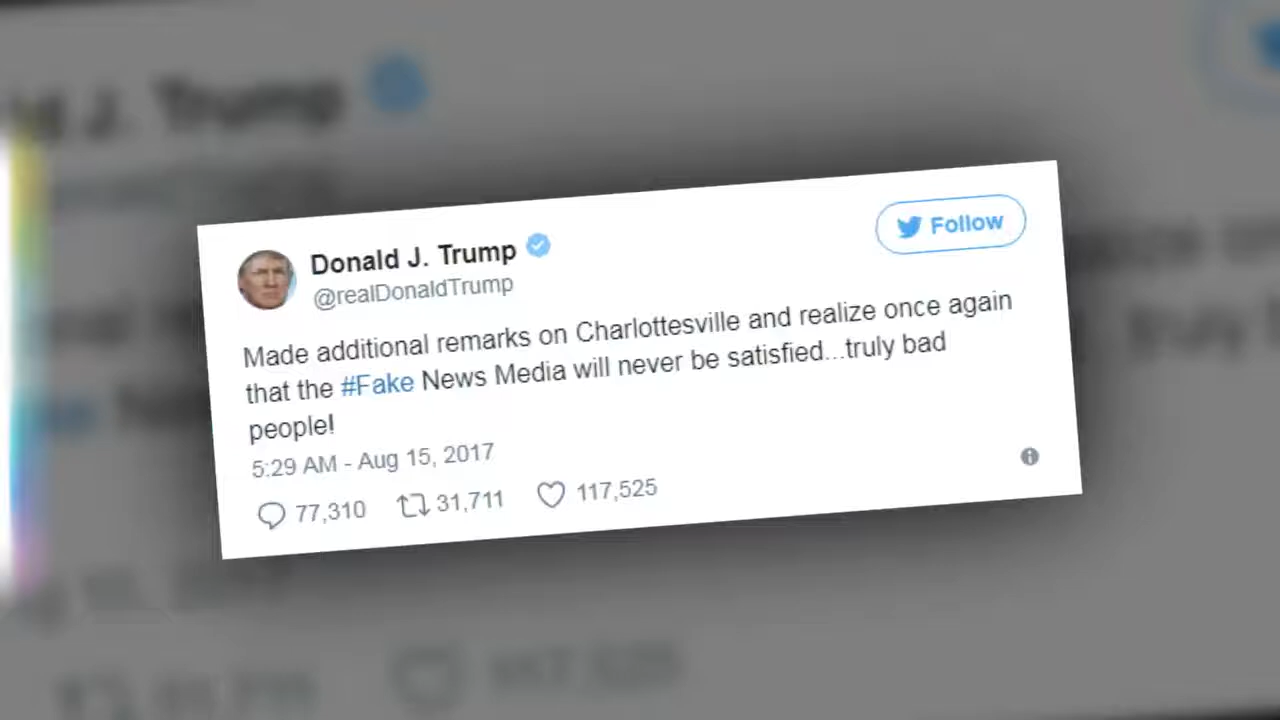 Donald J. Trump
Follow
@realDonaldTrump
Made additional remarks on Charlottesville and realize once again
that the #Fake News Media will never be satisfied...truly bad
people!
5:29 AM - Aug 15, 2017
77,310 31,711 117,525